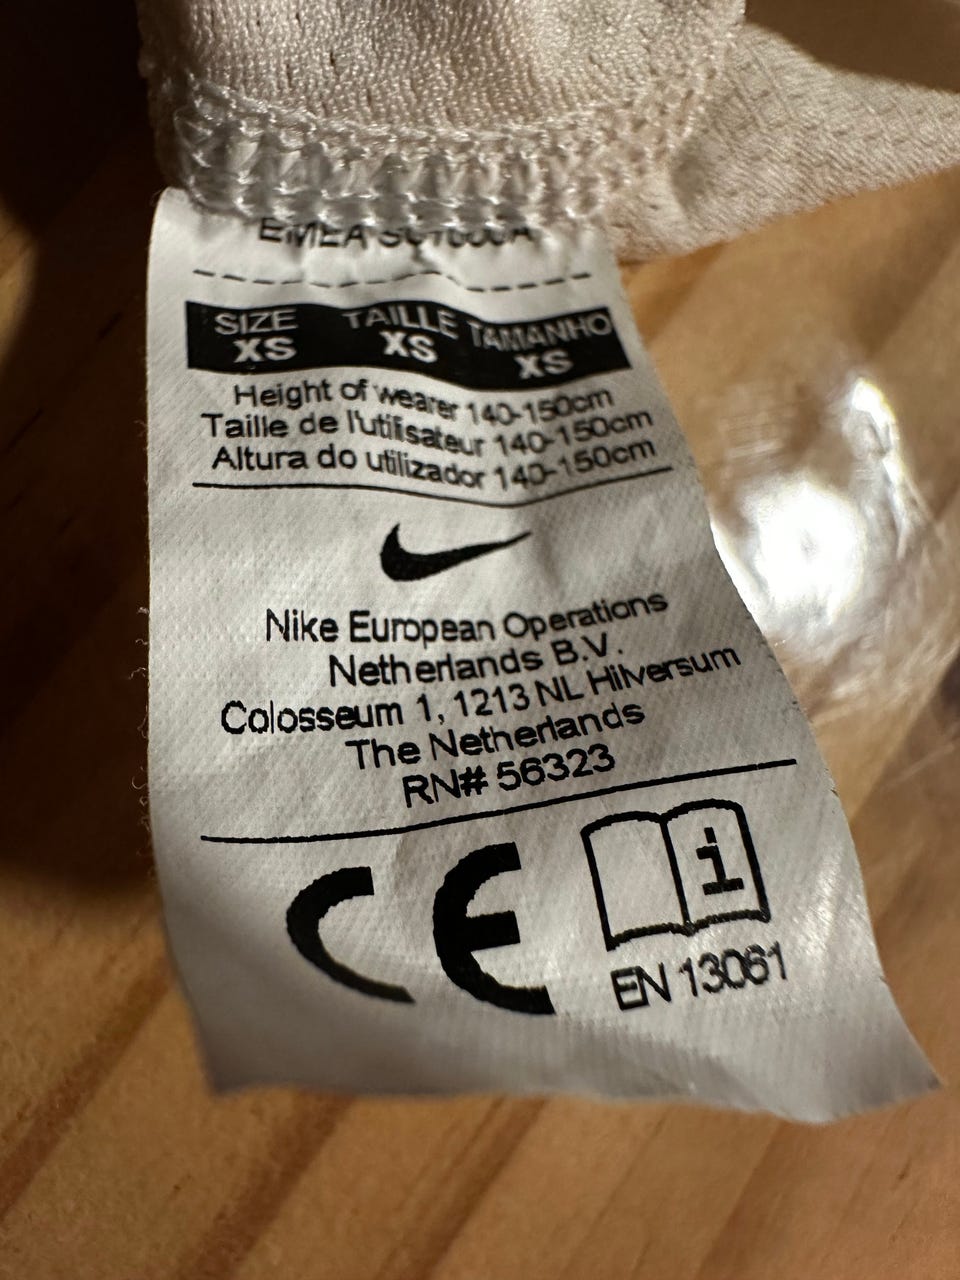 EMEA
SIZE TAILLE TAMANHO
XS XS XS
Height of wearer 140-150cm
Taille de l'utilisateur 140-150cm
Altura do utilizador 140-150cm
Nike European Operations
Netherlands B.V.
Colosseum 1, 1213 NL Hilversum
The Netherlands
RN# 56323
CE i
EN 13061